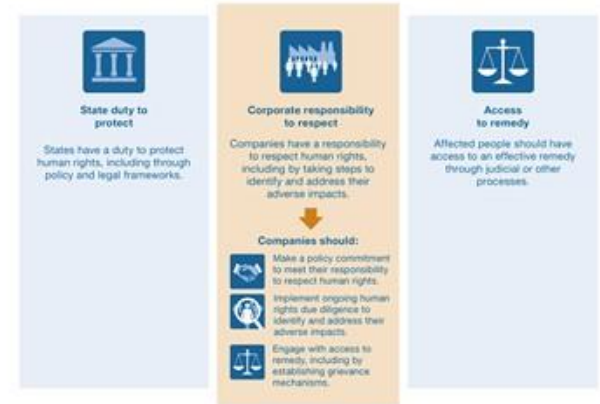 State duty to
protect
States have a duty to protect
human rights, including through
policy and legal frameworks.
Corporate responsibility
to respect
Companies have a responsibility
to respect human rights,
including by taking steps to
identify and address their
adverse impacts.
Companies should:
Make a policy commitment
to meet their responsibility
to respect human rights.
Implement ongoing human
rights due diligence to
identify and address their
adverse impacts.
Engage with access to
remedy, including by
establishing grievance
mechanisms.
Access
to remedy
Affected people should have
access to an effective remedy
through judicial or other
processes.